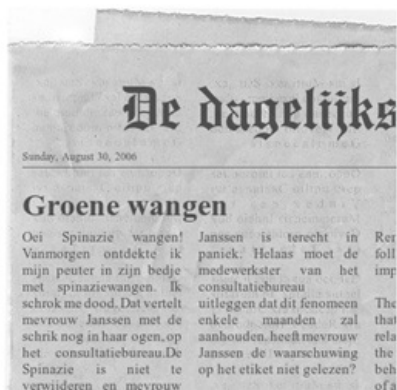 De dagelijks
Sunday, August 30, 2006
Groene wangen
Oei Spinazie wangen!
Vanmorgen ontdekte ik
mijn peuter in zijn bedje
met spinaziewangen. Ik
schrok me dood. Dat vertelt
mevrouw Janssen met de
schrik nog in haar ogen, op
het consultatiebureau.De
Spinazie is niet te
verwijderen en mevrouw
Janssen is terecht in
paniek. Helaas moet de
medewerkster van het
consultatiebureau
uitleggen dat dit fenomeen
enkele maanden zal
aanhouden. heeft mevrouw
Janssen de waarschuwing
op het etiket niet gelezen?